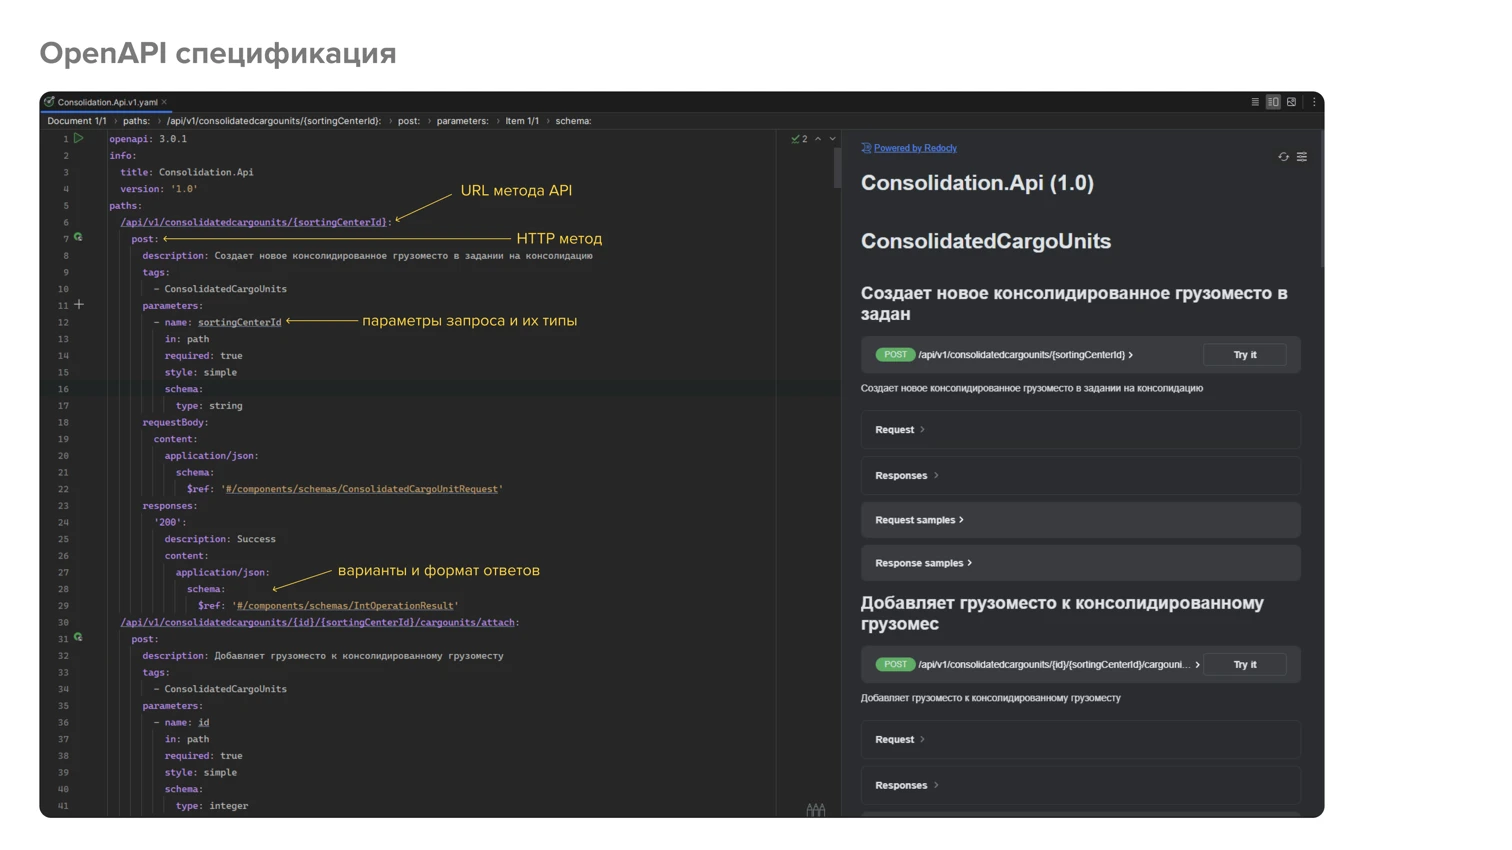 OpenAPI спецификация
Consolidation.Api.v1.yaml ×
Document 1/1 › paths: › /api/v1/consolidatedcargounits/{sortingCenterId}: › post: › parameters: › Item 1/1 › schema:
1 openapi: 3.0.1
2 info:
3 title: Consolidation.Api
4 version: '1.0'
5 paths:
6 /api/v1/consolidatedcargounits/{sortingCenterId}:
7 post:
8 description: Создает новое консолидированное грузоместо в задании на консолидацию
9 tags:
10 - ConsolidatedCargoUnits
11 parameters:
12 - name: sortingCenterId
13 in: path
14 required: true
15 style: simple
16 schema:
17 type: string
18 requestBody:
19 content:
20 application/json:
21 schema:
22 $ref: '#/components/schemas/ConsolidatedCargoUnitRequest'
23 responses:
24 '200':
25 description: Success
26 content:
27 application/json:
28 schema:
29 $ref: '#/components/schemas/IntOperationResult'
30 /api/v1/consolidatedcargounits/{id}/{sortingCenterId}/cargounits/attach:
31 post:
32 description: Добавляет грузоместо к консолидированному грузоместу
33 tags:
34 - ConsolidatedCargoUnits
35 parameters:
36 - name: id
37 in: path
38 required: true
39 style: simple
40 schema:
41 type: integer
URL метода API
HTTP метод
параметры запроса и их типы
варианты и формат ответов
2
Powered by Redocly
Consolidation.Api (1.0)
ConsolidatedCargoUnits
Создает новое консолидированное грузоместо в
задан
POST /api/v1/consolidatedcargounits/{sortingCenterId} › Try it
Создает новое консолидированное грузоместо в задании на консолидацию
Request ›
Responses ›
Request samples ›
Response samples ›
Добавляет грузоместо к консолидированному
грузомес
POST /api/v1/consolidatedcargounits/{id}/{sortingCenterId}/cargouni... › Try it
Добавляет грузоместо к консолидированному грузоместу
Request ›
Responses ›